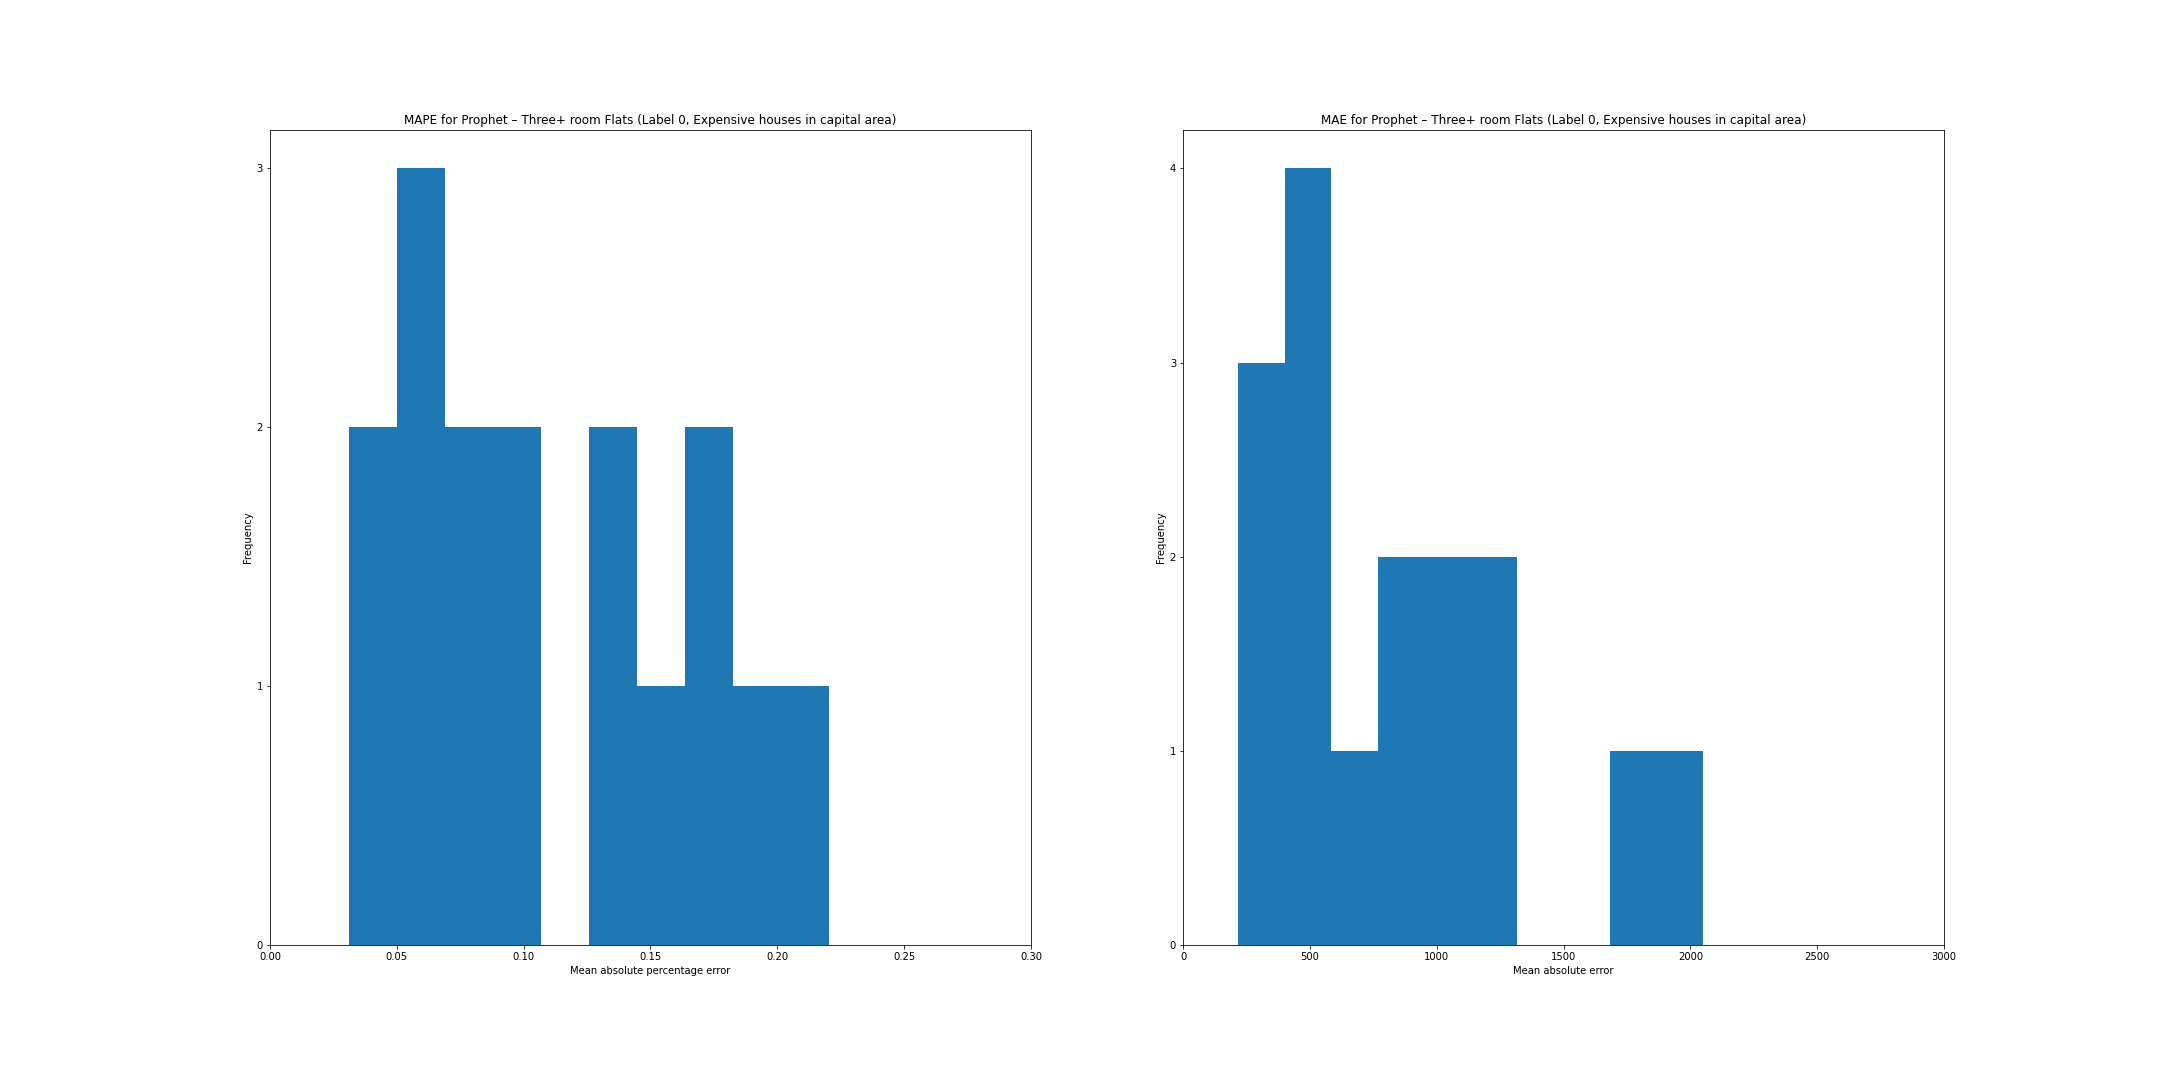 MAPE for Prophet – Three+ room Flats (Label 0, Expensive houses in capital area)
3
2
1
0
Frequency
0.00 0.05 0.10 0.15 0.20 0.25 0.30
Mean absolute percentage error
MAE for Prophet – Three+ room Flats (Label 0, Expensive houses in capital area)
4
3
2
1
0
Frequency
0 500 1000 1500 2000 2500 3000
Mean absolute error